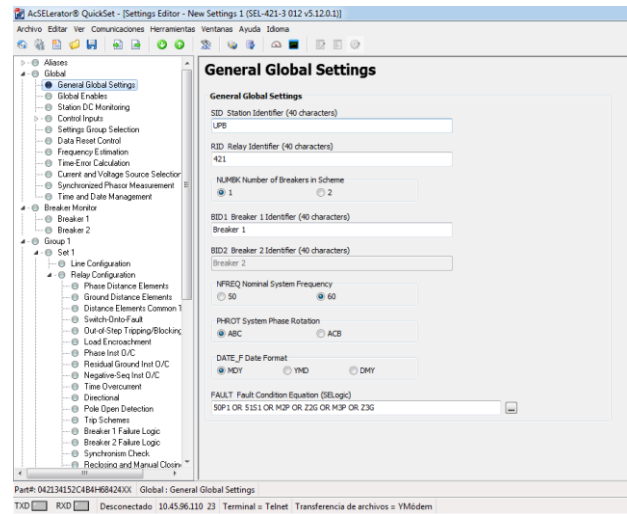 AcSELerator® QuickSet - [Settings Editor - New Settings 1 (SEL-421-3 012 v5.12.0.1)]
Archivo Editar Ver Comunicaciones Herramientas Ventanas Ayuda Idioma
Aliases
Global
General Global Settings
Global Enables
Station DC Monitoring
Control Inputs
Settings Group Selection
Data Reset Control
Frequency Estimation
Time-Error Calculation
Current and Voltage Source Selection
Synchronized Phasor Measurement
Time and Date Management
Breaker Monitor
Breaker 1
Breaker 2
Group 1
Set 1
Line Configuration
Relay Configuration
Phase Distance Elements
Ground Distance Elements
Distance Elements Common T
Switch-Onto-Fault
Out-of-Step Tripping/Blocking
Load Encroachment
Phase Inst O/C
Residual Ground Inst O/C
Negative-Seq Inst O/C
Time Overcurrent
Directional
Pole Open Detection
Trip Schemes
Breaker 1 Failure Logic
Breaker 2 Failure Logic
Synchronism Check
Reclosing and Manual Closing
General Global Settings
General Global Settings
SID Station Identifier (40 characters)
UPB
RID Relay Identifier (40 characters)
421
NUMBK Number of Breakers in Scheme
1 2
BID1 Breaker 1 Identifier (40 characters)
Breaker 1
BID2 Breaker 2 Identifier (40 characters)
Breaker 2
NFREQ Nominal System Frequency
50 60
PHROT System Phase Rotation
ABC ACB
DATE_F Date Format
MDY YMD DMY
FAULT Fault Condition Equation (SELogic)
50P1 OR 51S1 OR M2P OR Z2G OR M3P OR Z3G
...
Part#: 042134152C4B4H68424XX Global : General Global Settings
TXD RXD Desconectado 10.45.96.110 23 Terminal = Telnet Transferencia de archivos = YMódem